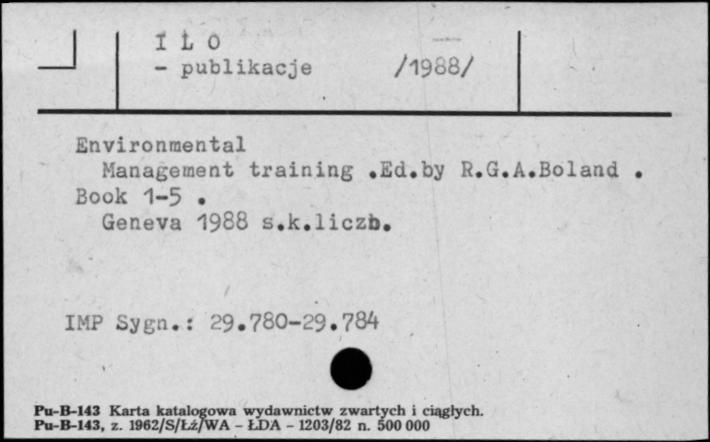 I L O
- publikacje /1988/
Environmental
Management training .Ed.by R.G.A.Boland .
Book 1-5 .
Geneva 1988 s.k.liczb.
IMP Sygn.: 29.780-29.784
Pu-B-143 Karta katalogowa wydawnictw zwartych i ciągłych.
Pu-B-143, z. 1962/S/Łź/WA - ŁDA - 1203/82 n. 500 000